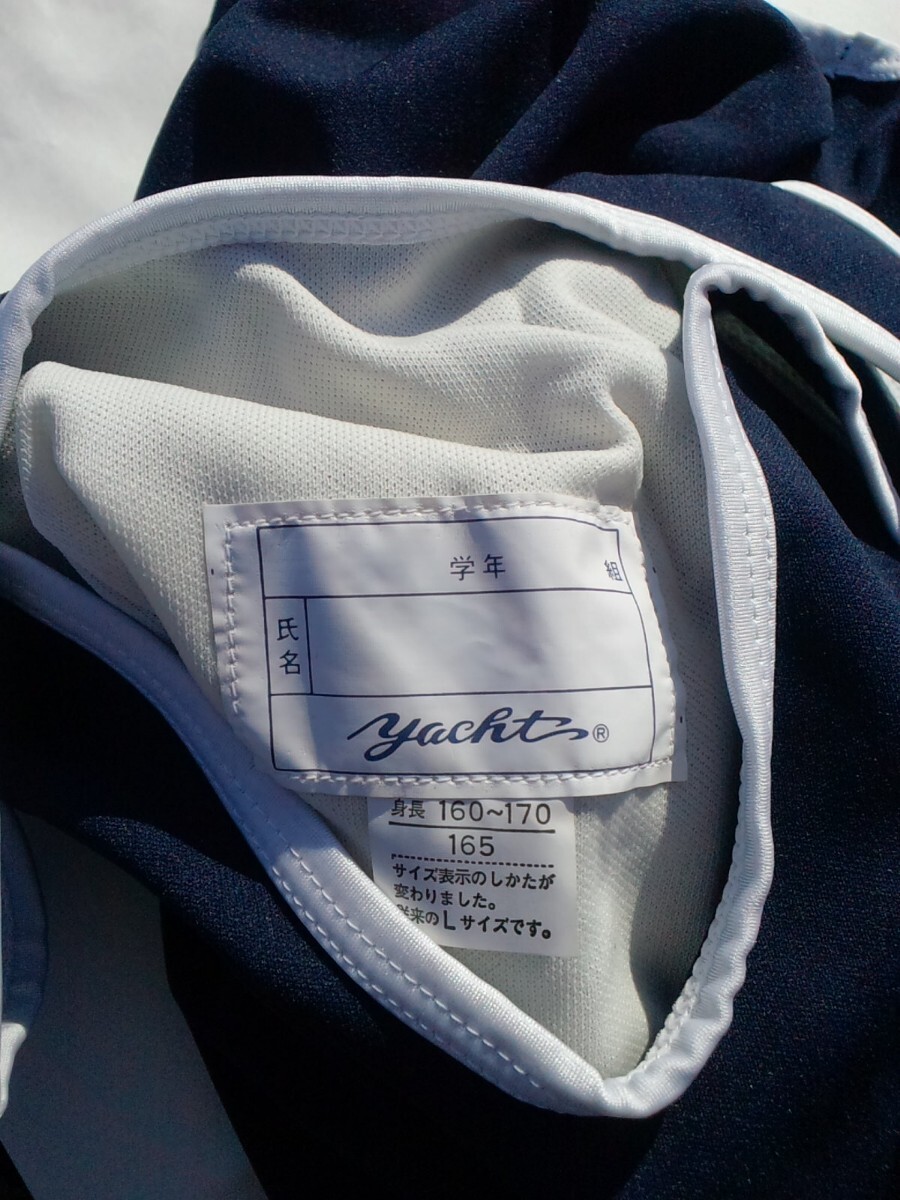 学年 組
氏名
yacht®
身長 160~170
165
サイズ表示のしかたが
変わりました。
従来のLサイズです。